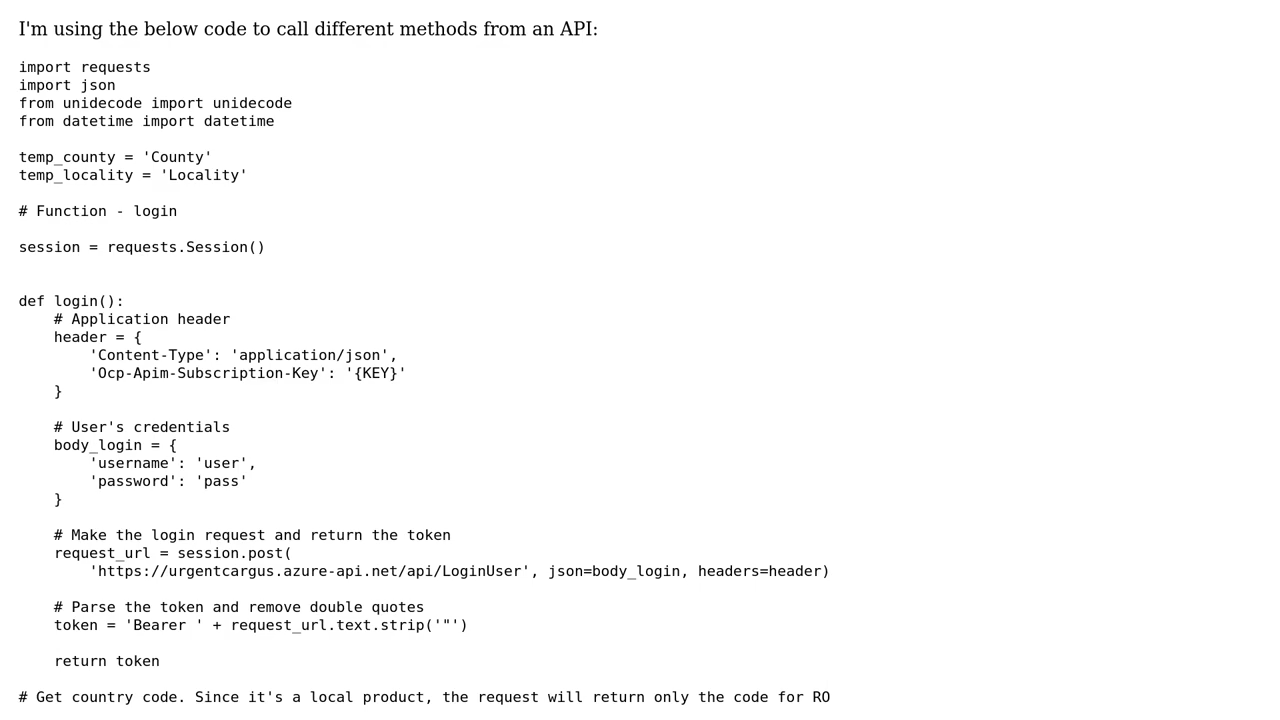 I'm using the below code to call different methods from an API:
import requests
import json
from unidecode import unidecode
from datetime import datetime
temp_county = 'County'
temp_locality = 'Locality'
# Function - login
session = requests.Session()
def login():
    # Application header
    header = {
        'Content-Type': 'application/json',
        'Ocp-Apim-Subscription-Key': '{KEY}'
    }
    # User's credentials
    body_login = {
        'username': 'user',
        'password': 'pass'
    }
    # Make the login request and return the token
    request_url = session.post(
        'https://urgentcargus.azure-api.net/api/LoginUser', json=body_login, headers=header)
    # Parse the token and remove double quotes
    token = 'Bearer ' + request_url.text.strip('"')
    return token
# Get country code. Since it's a local product, the request will return only the code for RO